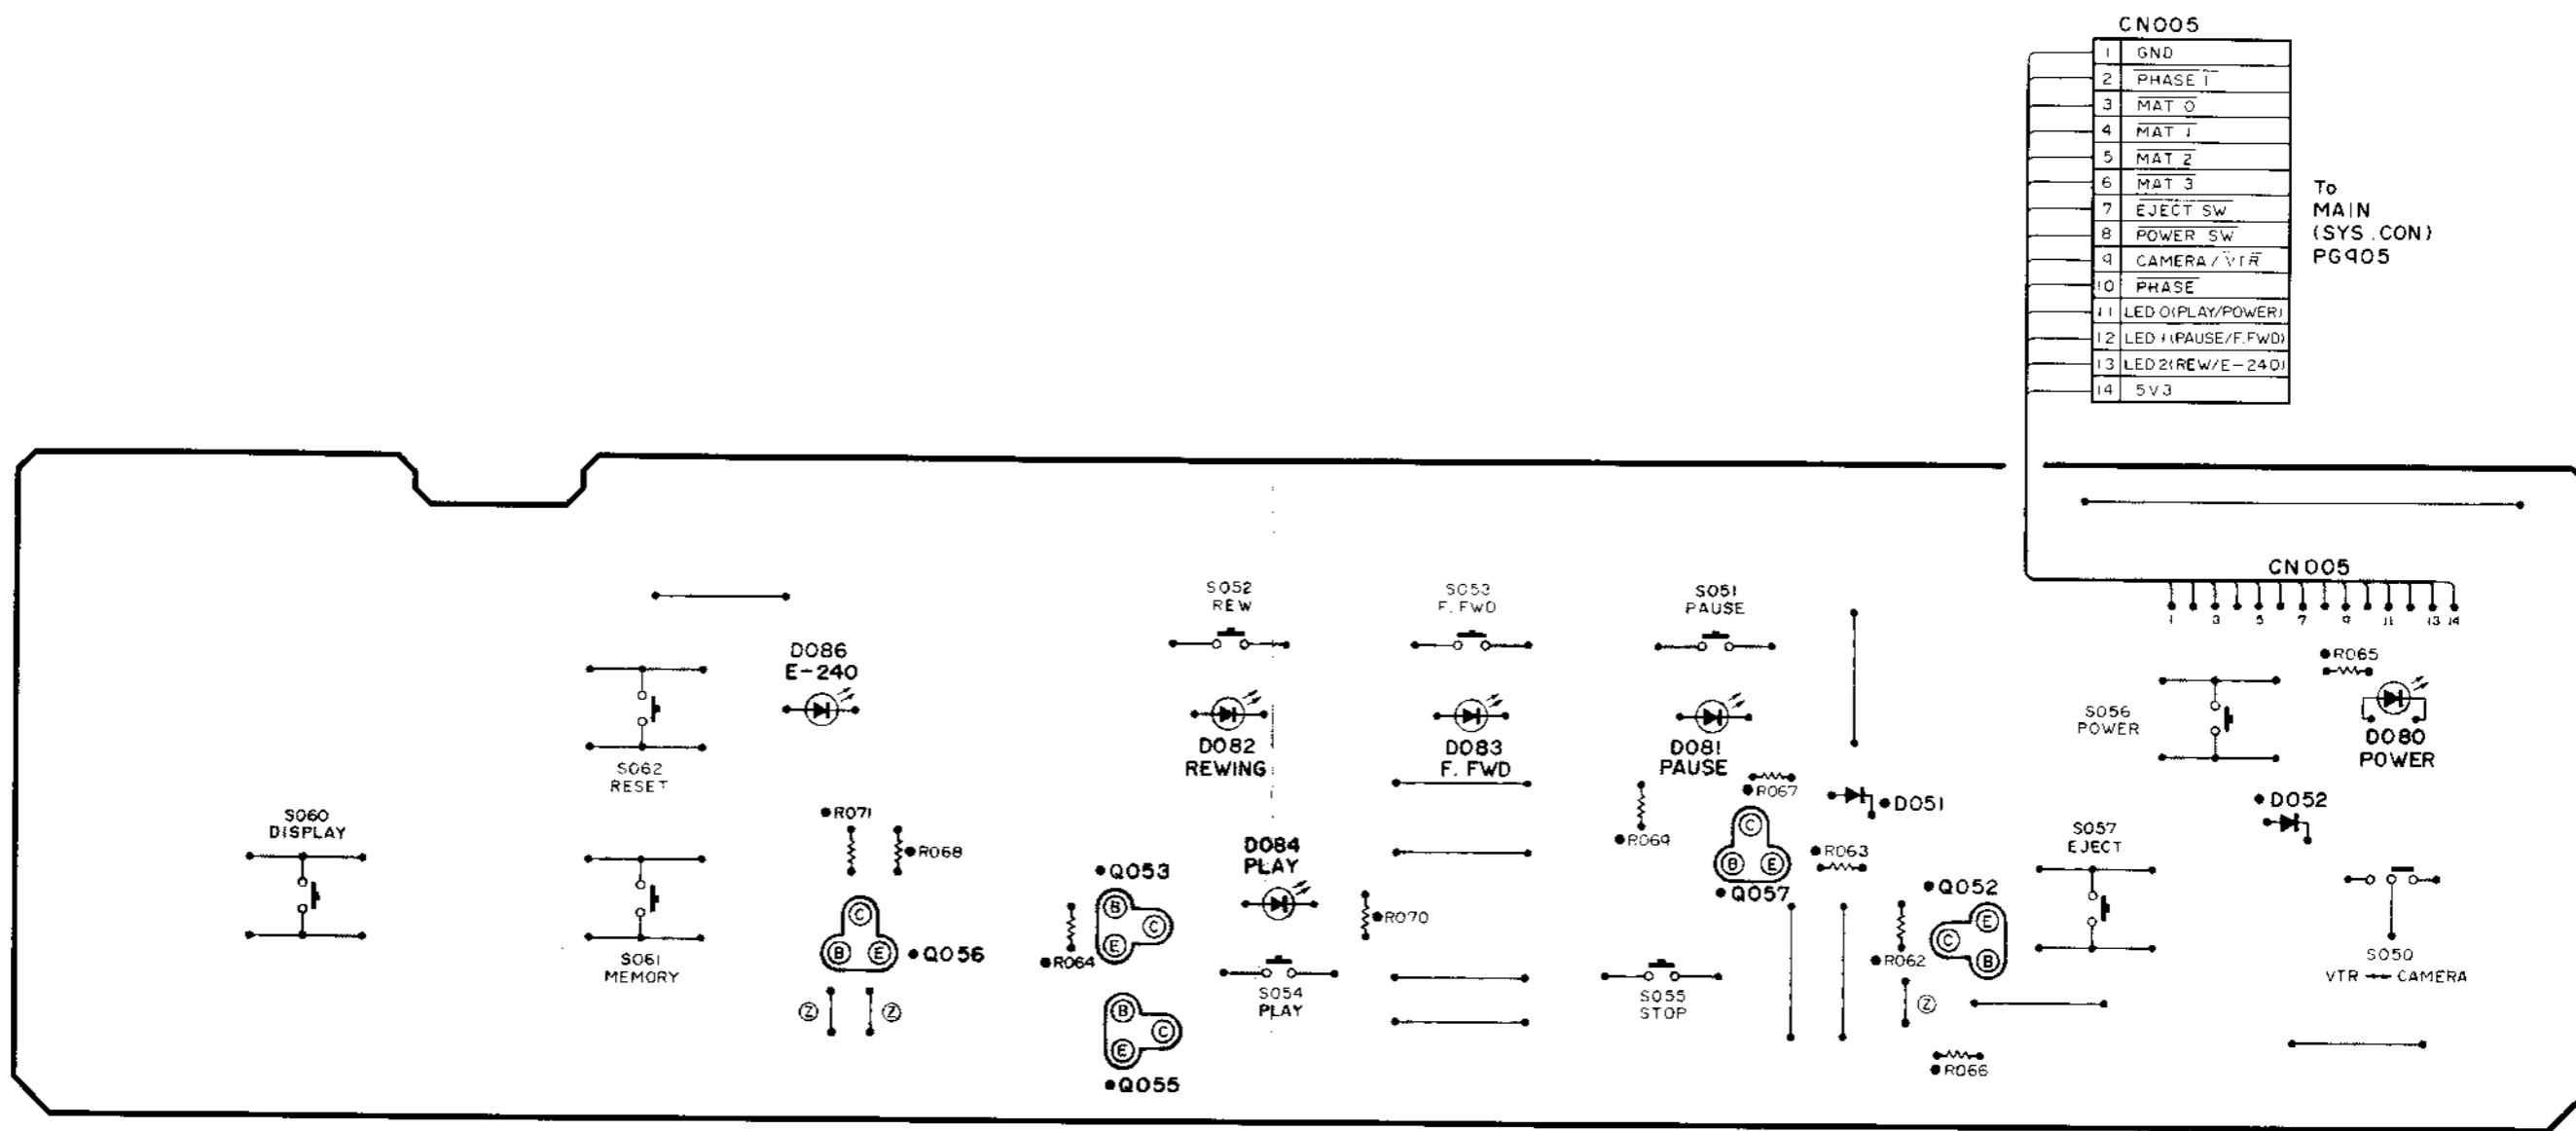 CN005
1 GND
2 PHASE 1
3 MAT 0
4 MAT 1
5 MAT 2
6 MAT 3
7 EJECT SW
8 POWER SW
9 CAMERA/VTR
10 PHASE
11 LED 0(PLAY/POWER)
12 LED 1(PAUSE/F.FWD)
13 LED 2(REW/E-240)
14 5V3
To
MAIN
(SYS.CON)
PG905
CN005
1 3 5 7 9 11 13 14
S052
REW
S053
F. FWD
S051
PAUSE
D086
E-240
R065
S062
RESET
D082
REWING
D083
F. FWD
D081
PAUSE
S056
POWER
D080
POWER
R067
D051
D052
S060
DISPLAY
R071
R068
R069
C
B E
Q057
R063
S057
EJECT
D084
PLAY
Q053
B
C
E
R064
R070
Q052
E
C
B
R062
C
B E
Q056
S061
MEMORY
S054
PLAY
S055
STOP
S050
VTR ↔ CAMERA
Z
Z
Z
B
C
E
Q055
R066